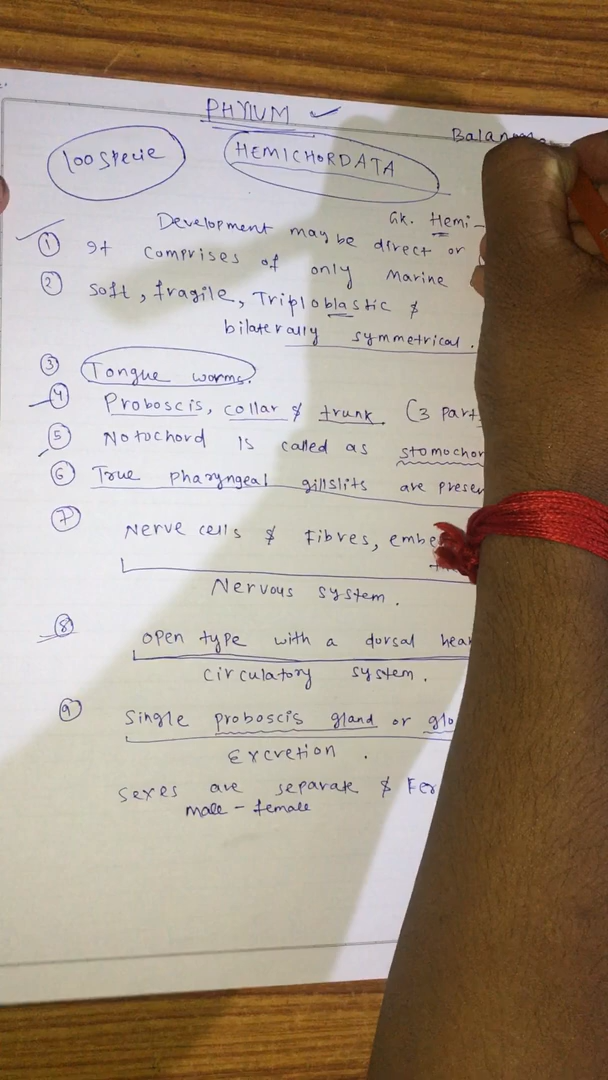 PHYlUM
Balan
100 specie
HEMICHORDATA
Gk. Hemi-
Development may be direct or
① It comprises of only Marine
② soft, fragile, Triploblastic &
bilaterally symmetrical.
③ Tongue worms.
④ Proboscis, collar & trunk (3 part
⑤ Notochord is called as stomochor
⑥ True pharyngeal gillslits are presen
⑦ Nerve cells & Fibres, embe
Nervous system.
⑧ open type with a dorsal hea
circulatory system.
⑨ Single proboscis gland or glo
Excretion.
sexes are separate & Fer
male - female